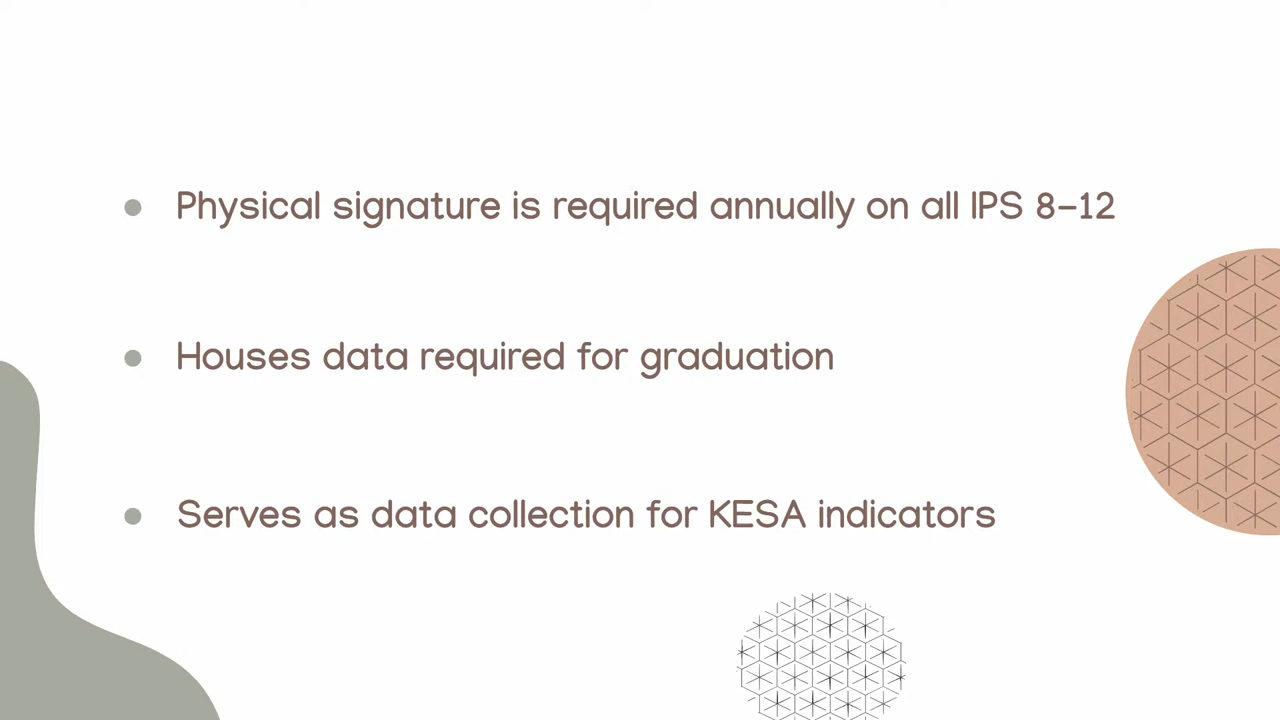 Physical signature is required annually on all IPS 8-12
Houses data required for graduation
Serves as data collection for KESA indicators